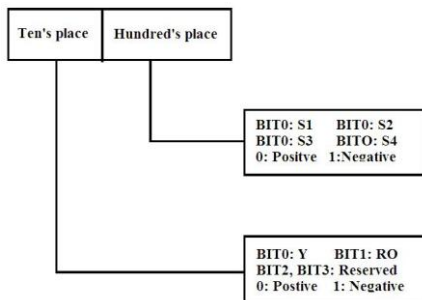 Ten's place Hundred's place
BIT0: S1 BIT0: S2
BIT0: S3 BITO: S4
0: Positve 1:Negative
BIT0: Y BIT1: RO
BIT2, BIT3: Reserved
0: Postive 1: Negative